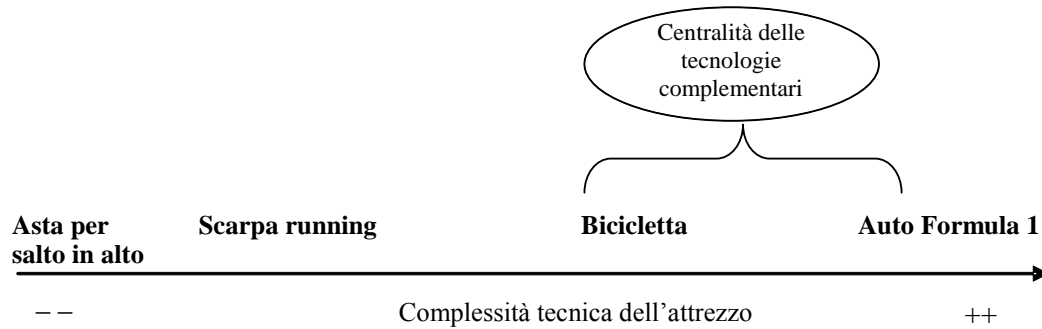 Centralità delle
tecnologie
complementari
Asta per
salto in alto
Scarpa running
Bicicletta
Auto Formula 1
– –
Complessità tecnica dell’attrezzo
++